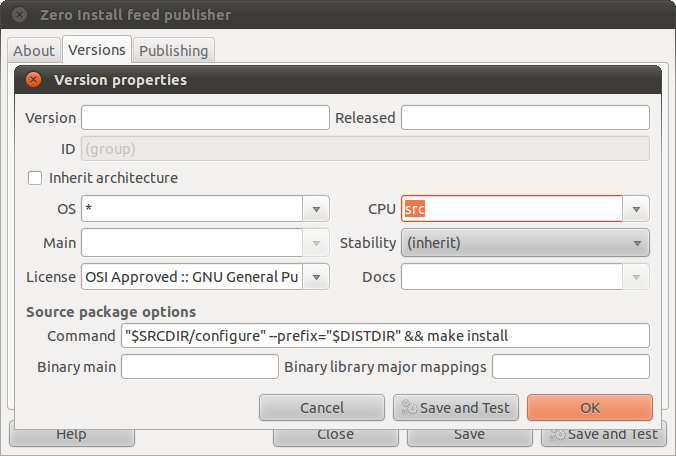 Zero Install feed publisher
About Versions Publishing
Version properties
Version Released
ID (group)
Inherit architecture
OS * CPU src
Main Stability (inherit)
License OSI Approved :: GNU General Pu Docs
Source package options
Command "$SRCDIR/configure" --prefix="$DISTDIR" && make install
Binary main Binary library major mappings
Cancel Save and Test OK
Help Close Save Save and Test